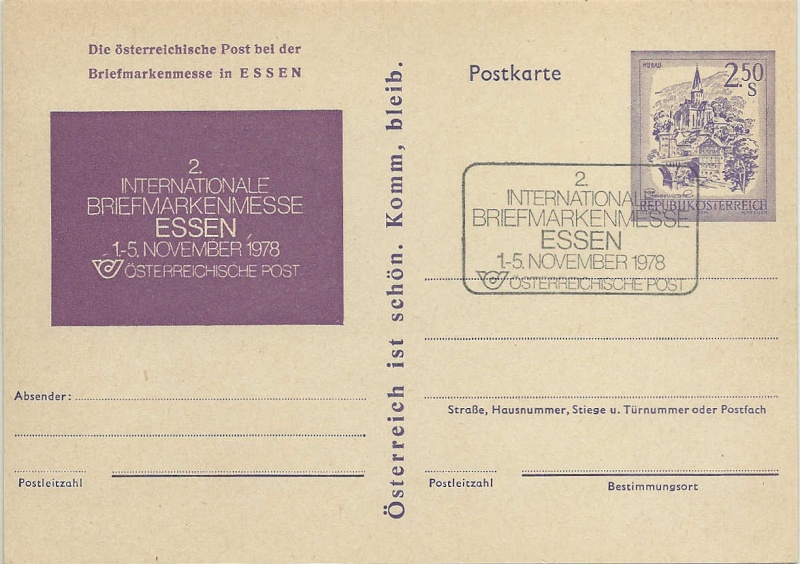 Die österreichische Post bei der
Briefmarkenmesse in ESSEN
2.
INTERNATIONALE
BRIEFMARKENMESSE
ESSEN
1.-5. NOVEMBER 1978
ÖSTERREICHISCHE POST
Absender:
Postleitzahl
Österreich ist schön. Komm, bleib.
Postkarte
MURAU
2.50
S
REPUBLIK ÖSTERREICH
2.
INTERNATIONALE
BRIEFMARKENMESSE
ESSEN
1.-5. NOVEMBER 1978
ÖSTERREICHISCHE POST
Straße, Hausnummer, Stiege u. Türnummer oder Postfach
Postleitzahl
Bestimmungsort